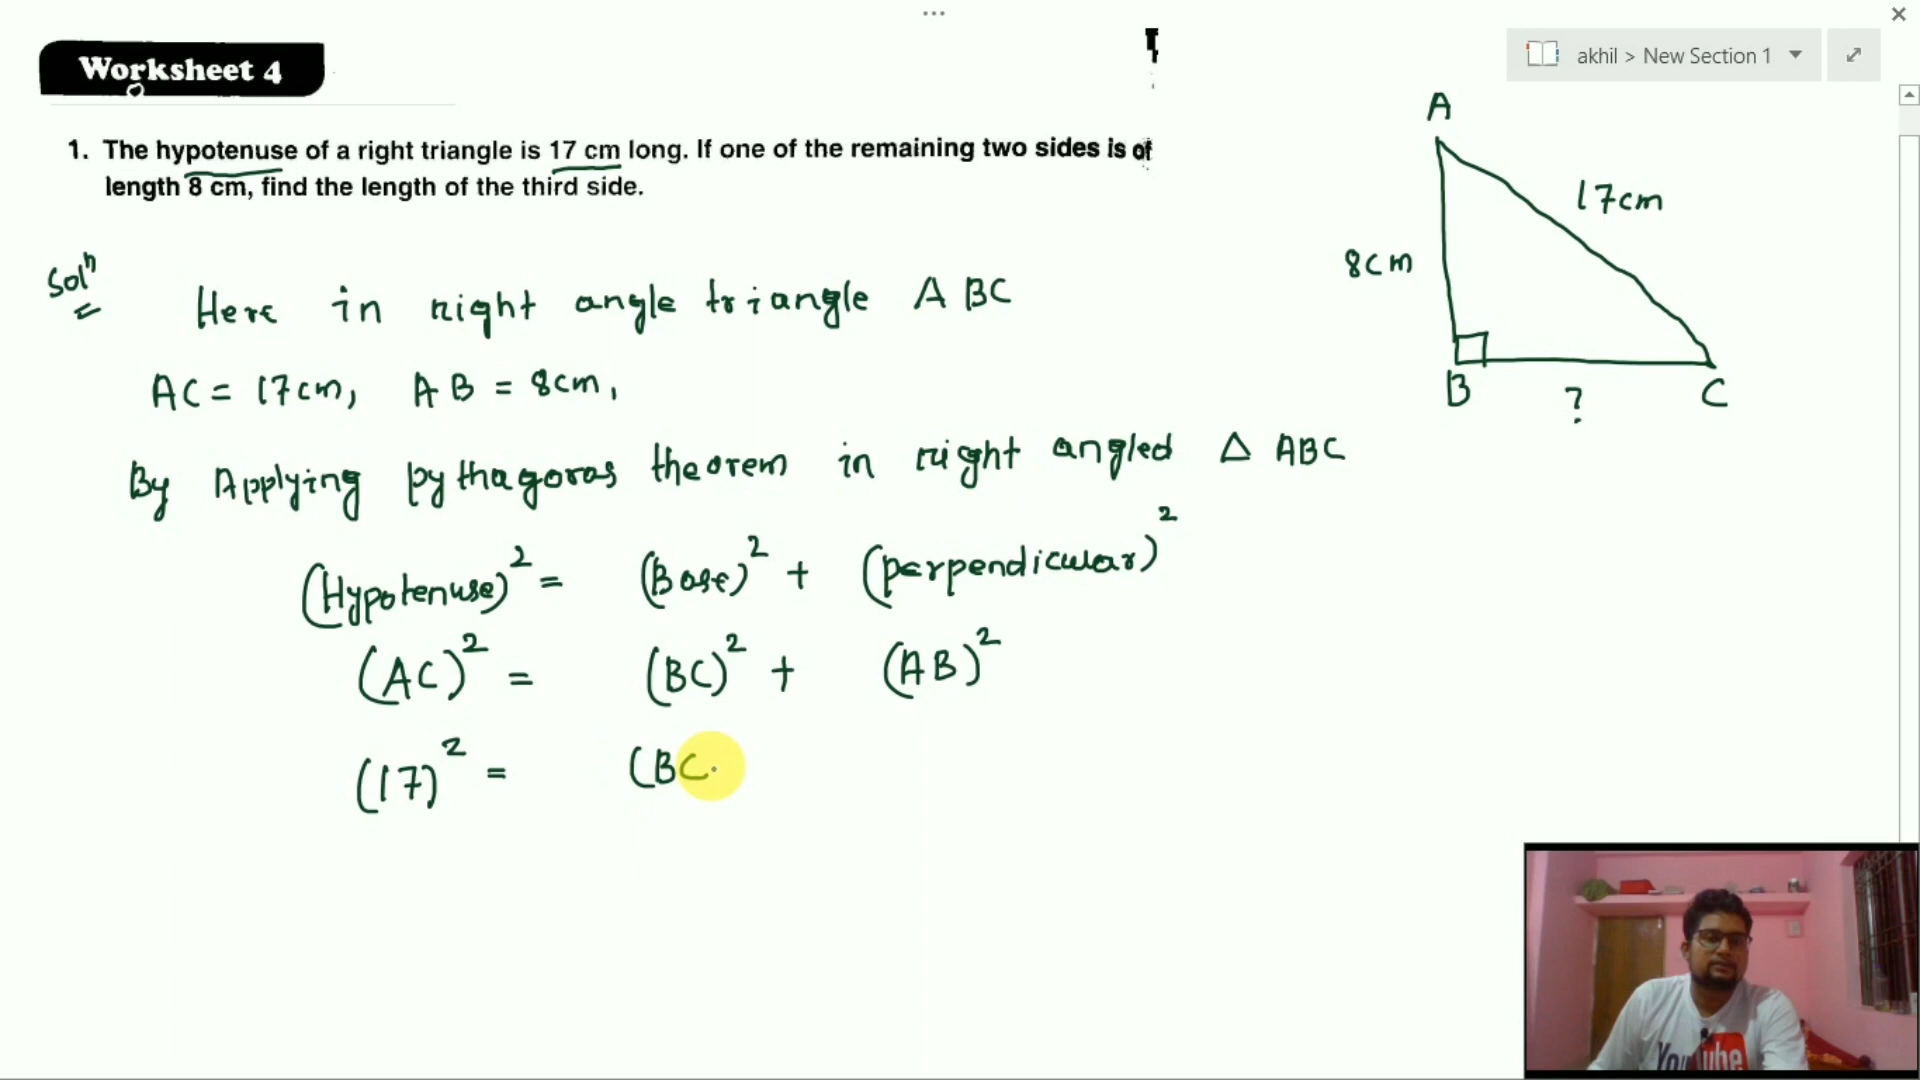 akhil > New Section 1
Worksheet 4
1. The hypotenuse of a right triangle is 17 cm long. If one of the remaining two sides is of
length 8 cm, find the length of the third side.
A
17cm
8cm
B
?
C
Solⁿ
Here in right angle triangle ABC
AC = 17cm, AB = 8cm,
By Applying pythagoras theorem in right angled △ ABC
(Hypotenuse)² = (Base)² + (perpendicular)²
(AC)² = (BC)² + (AB)²
(17)² = (BC
YouTube